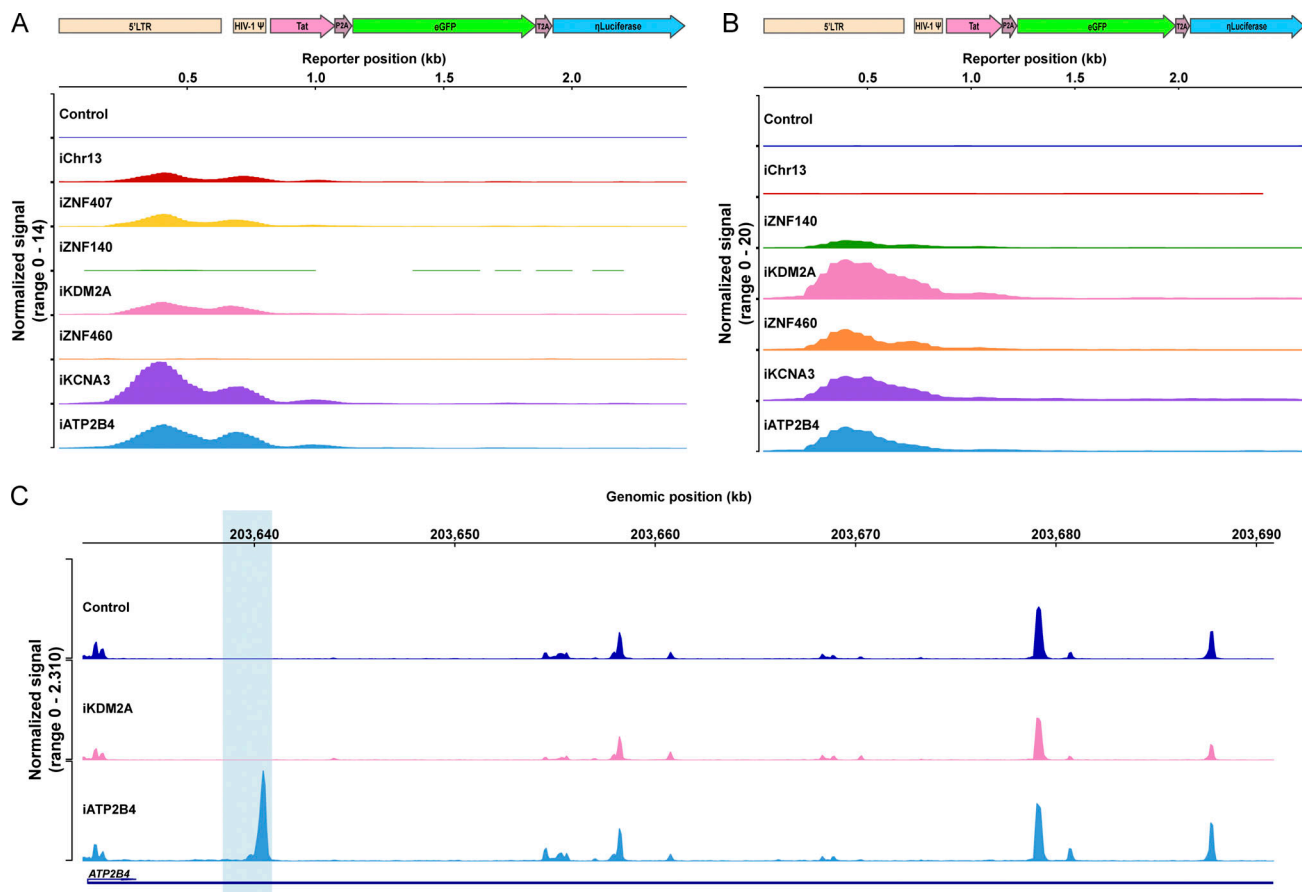 A
5'LTR HIV-1 Ψ Tat P2A eGFP T2A ηLuciferase
Reporter position (kb)
0.5 1.0 1.5 2.0
Normalized signal
(range 0 - 14)
Control
iChr13
iZNF407
iZNF140
iKDM2A
iZNF460
iKCNA3
iATP2B4
B
5'LTR HIV-1 Ψ Tat P2A eGFP T2A ηLuciferase
Reporter position (kb)
0.5 1.0 1.5 2.0
Normalized signal
(range 0 - 20)
Control
iChr13
iZNF140
iKDM2A
iZNF460
iKCNA3
iATP2B4
C
Genomic position (kb)
203,640 203,650 203,660 203,670 203,680 203,690
Normalized signal
(range 0 - 2.310)
Control
iKDM2A
iATP2B4
ATP2B4